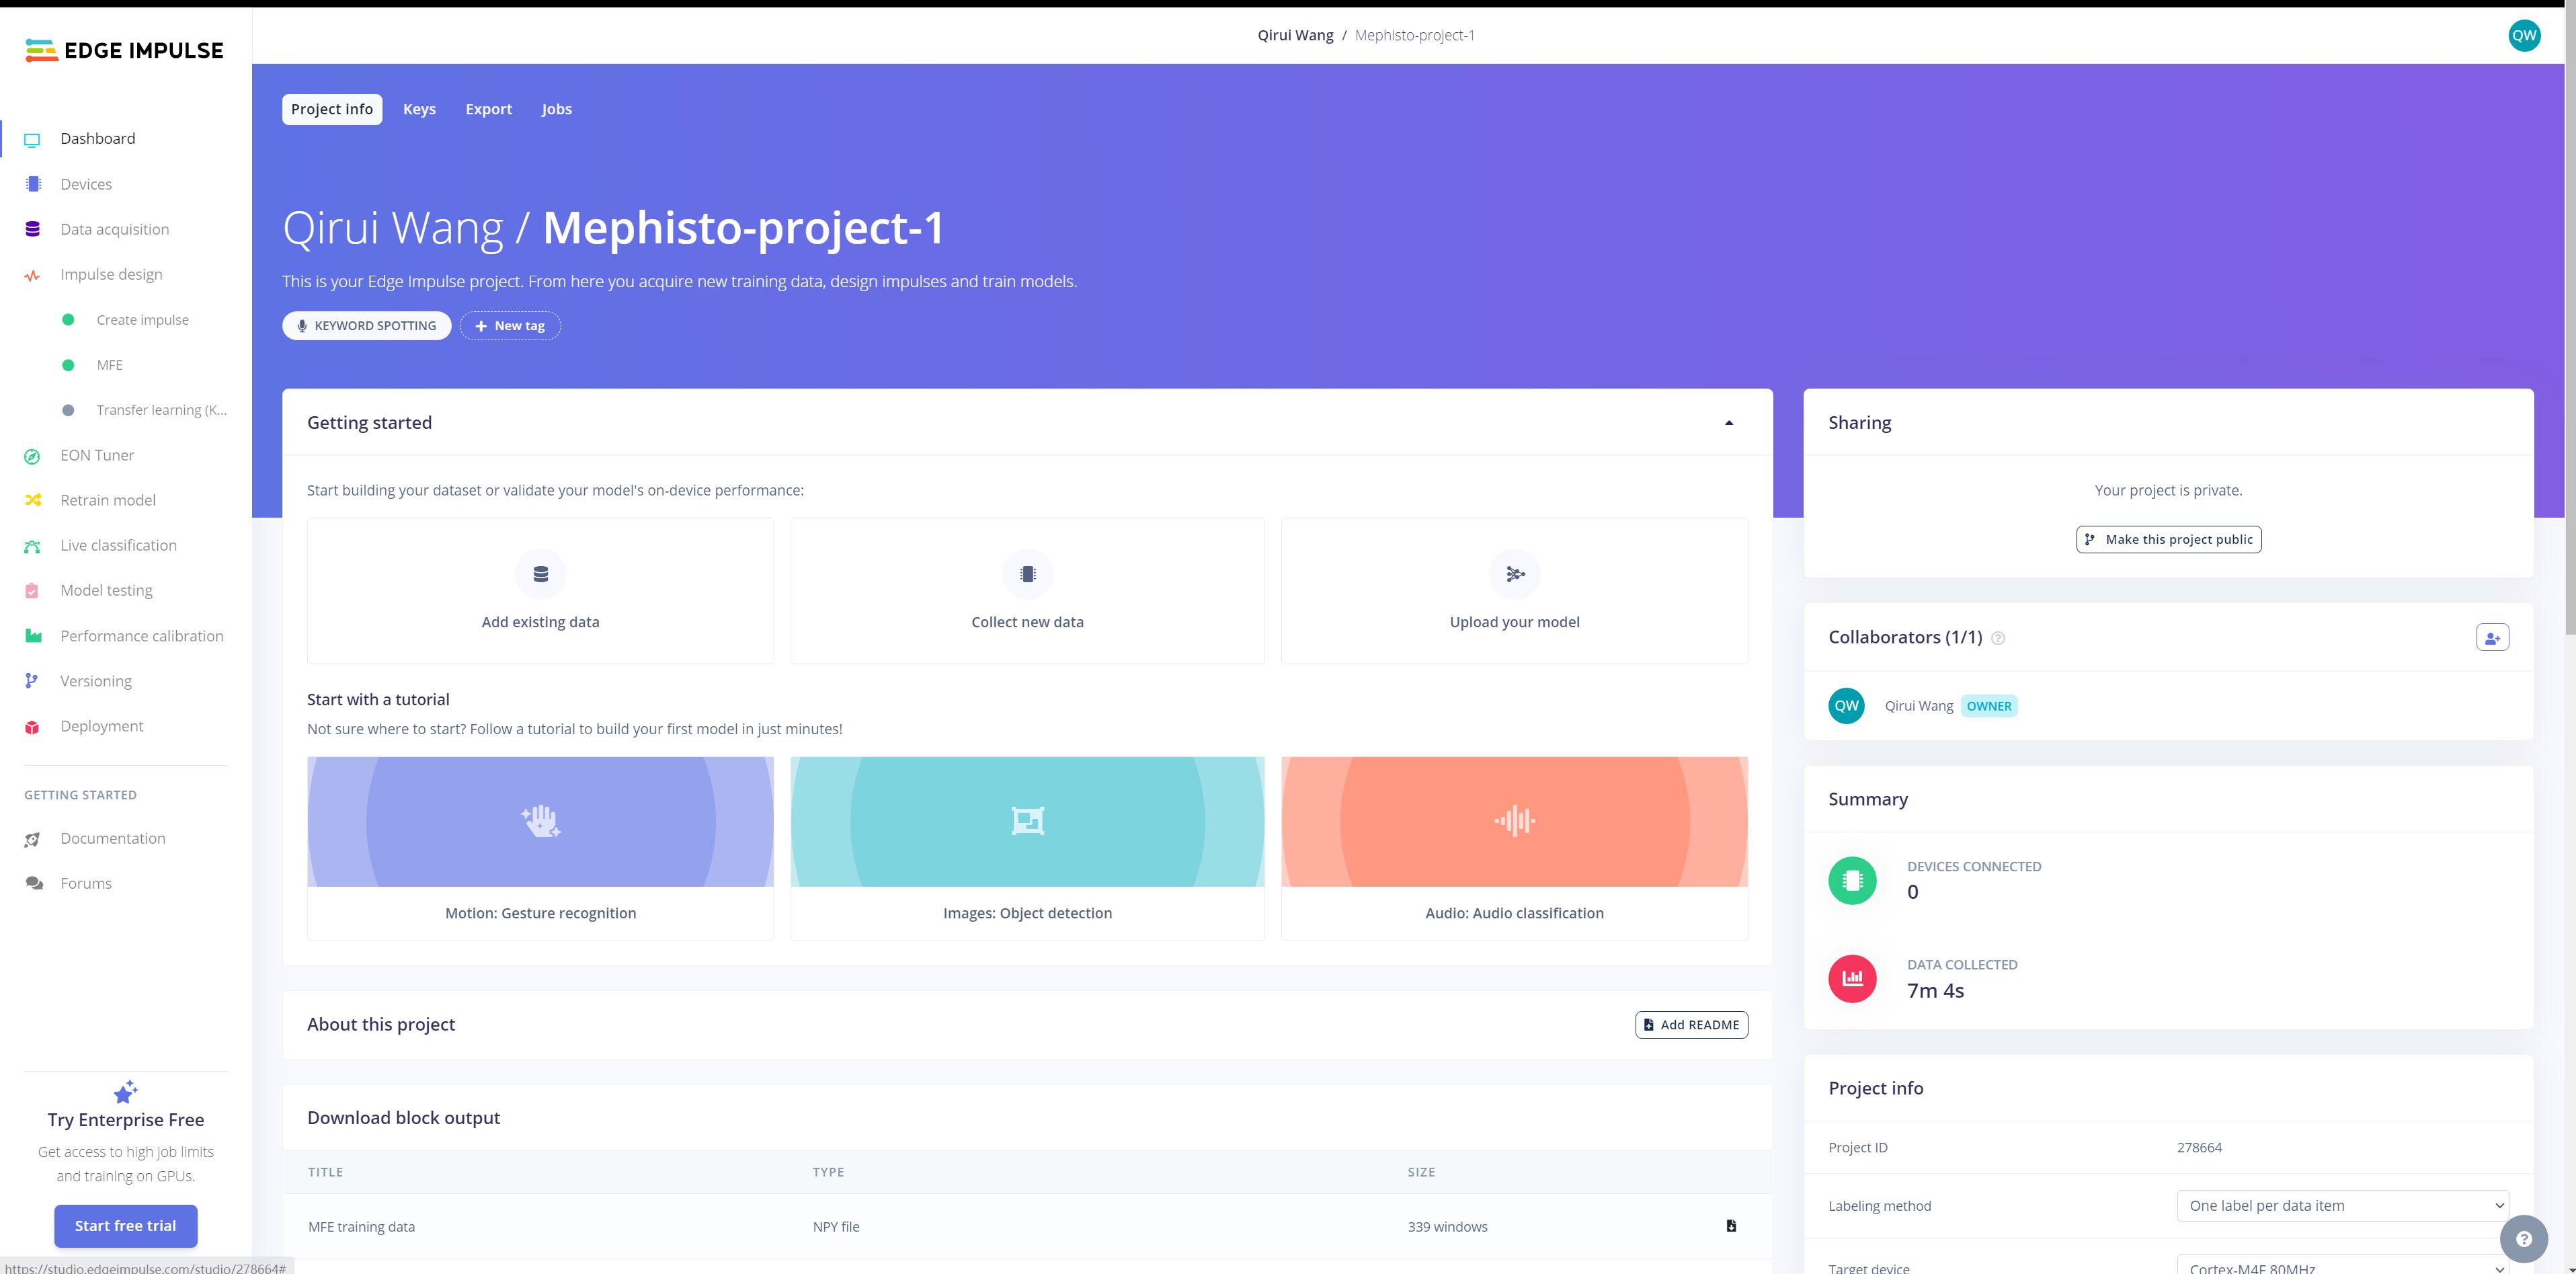 EDGE IMPULSE
Qirui Wang / Mephisto-project-1
QW
Dashboard
Devices
Data acquisition
Impulse design
Create impulse
MFE
Transfer learning (K...
EON Tuner
Retrain model
Live classification
Model testing
Performance calibration
Versioning
Deployment
GETTING STARTED
Documentation
Forums
Try Enterprise Free
Get access to high job limits
and training on GPUs.
Start free trial
https://studio.edgeimpulse.com/studio/278664#
Project info Keys Export Jobs
Qirui Wang / Mephisto-project-1
This is your Edge Impulse project. From here you acquire new training data, design impulses and train models.
KEYWORD SPOTTING + New tag
Getting started
Start building your dataset or validate your model's on-device performance:
Add existing data Collect new data Upload your model
Start with a tutorial
Not sure where to start? Follow a tutorial to build your first model in just minutes!
Motion: Gesture recognition Images: Object detection Audio: Audio classification
About this project Add README
Download block output
TITLE TYPE SIZE
MFE training data NPY file 339 windows
Sharing
Your project is private.
Make this project public
Collaborators (1/1) ?
QW Qirui Wang OWNER
Summary
DEVICES CONNECTED
0
DATA COLLECTED
7m 4s
Project info
Project ID 278664
Labeling method One label per data item
Target device Cortex-M4F 80MHz
?